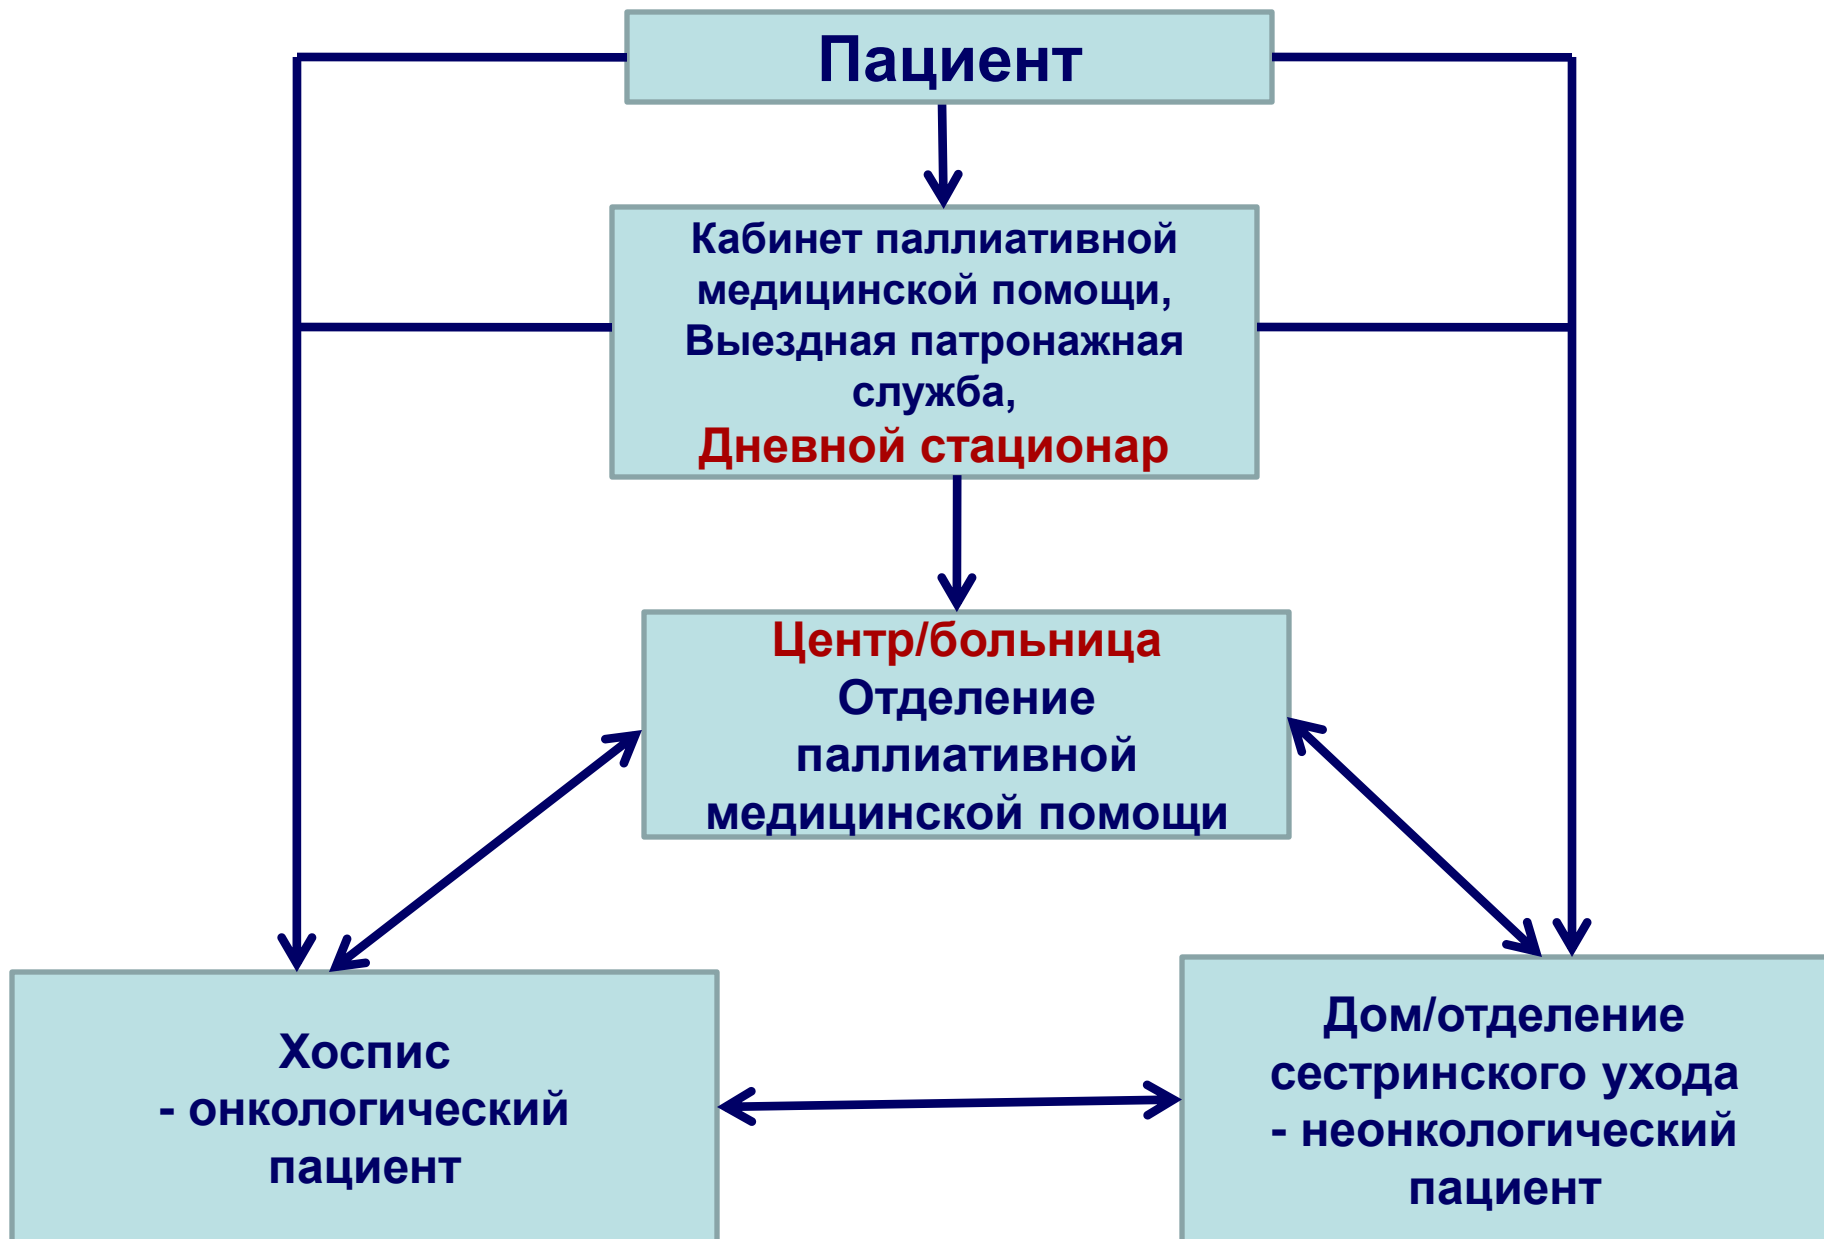 Пациент
Кабинет паллиативной
медицинской помощи,
Выездная патронажная
служба,
Дневной стационар
Центр/больница
Отделение
паллиативной
медицинской помощи
Хоспис
- онкологический
пациент
Дом/отделение
сестринского ухода
- неонкологический
пациент